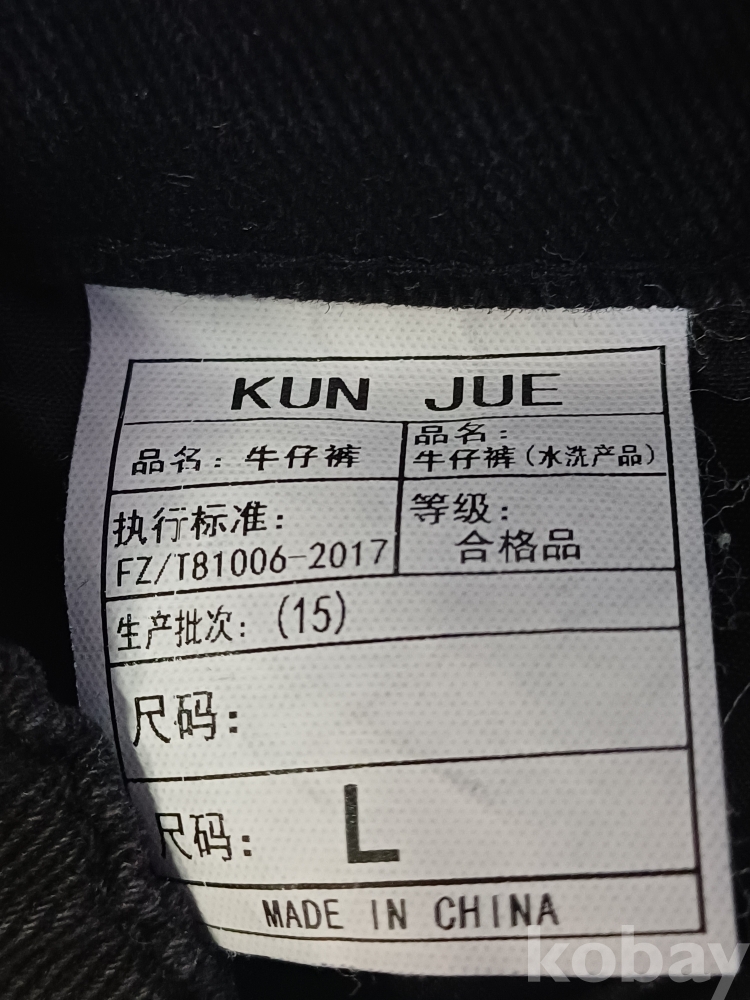 KUN JUE
品名：牛仔裤
品名：
牛仔裤(水洗产品)
执行标准：
FZ/T81006-2017
等级：
合格品
生产批次：(15)
尺码：
尺码： L
MADE IN CHINA
kobay